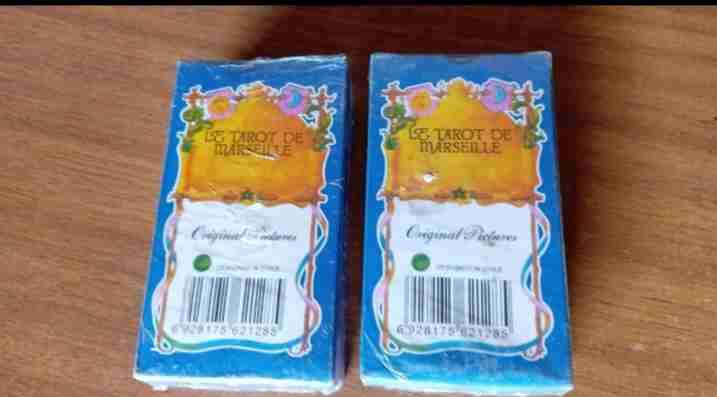 LE TAROT DE
MARSEILLE
Original Pictures
6 928175 621285
LE TAROT DE
MARSEILLE
Original Pictures
6 928175 621285